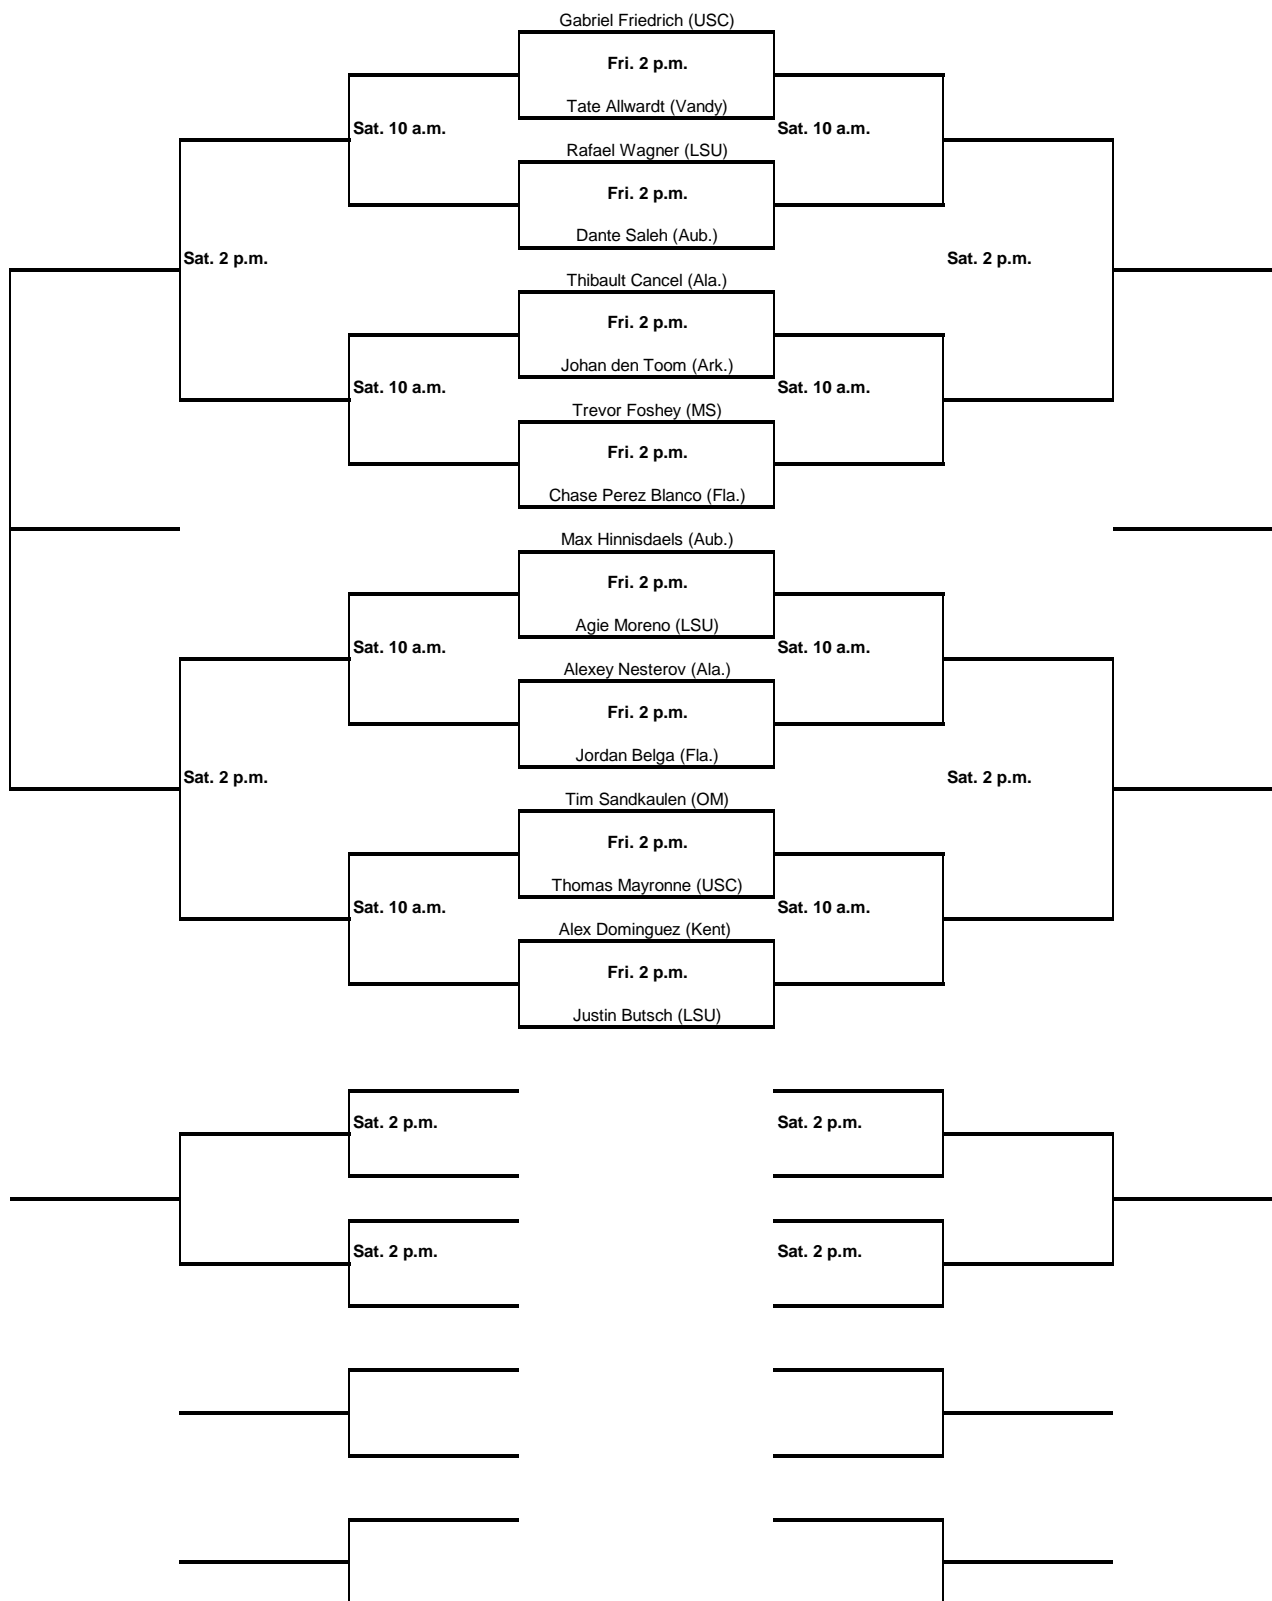 Gabriel Friedrich (USC)
Fri. 2 p.m.
Tate Allwardt (Vandy)
Sat. 10 a.m.
Sat. 10 a.m.
Rafael Wagner (LSU)
Fri. 2 p.m.
Dante Saleh (Aub.)
Sat. 2 p.m.
Sat. 2 p.m.
Thibault Cancel (Ala.)
Fri. 2 p.m.
Johan den Toom (Ark.)
Sat. 10 a.m.
Sat. 10 a.m.
Trevor Foshey (MS)
Fri. 2 p.m.
Chase Perez Blanco (Fla.)
Max Hinnisdaels (Aub.)
Fri. 2 p.m.
Agie Moreno (LSU)
Sat. 10 a.m.
Sat. 10 a.m.
Alexey Nesterov (Ala.)
Fri. 2 p.m.
Jordan Belga (Fla.)
Sat. 2 p.m.
Sat. 2 p.m.
Tim Sandkaulen (OM)
Fri. 2 p.m.
Thomas Mayronne (USC)
Sat. 10 a.m.
Sat. 10 a.m.
Alex Dominguez (Kent)
Fri. 2 p.m.
Justin Butsch (LSU)
Sat. 2 p.m.
Sat. 2 p.m.
Sat. 2 p.m.
Sat. 2 p.m.